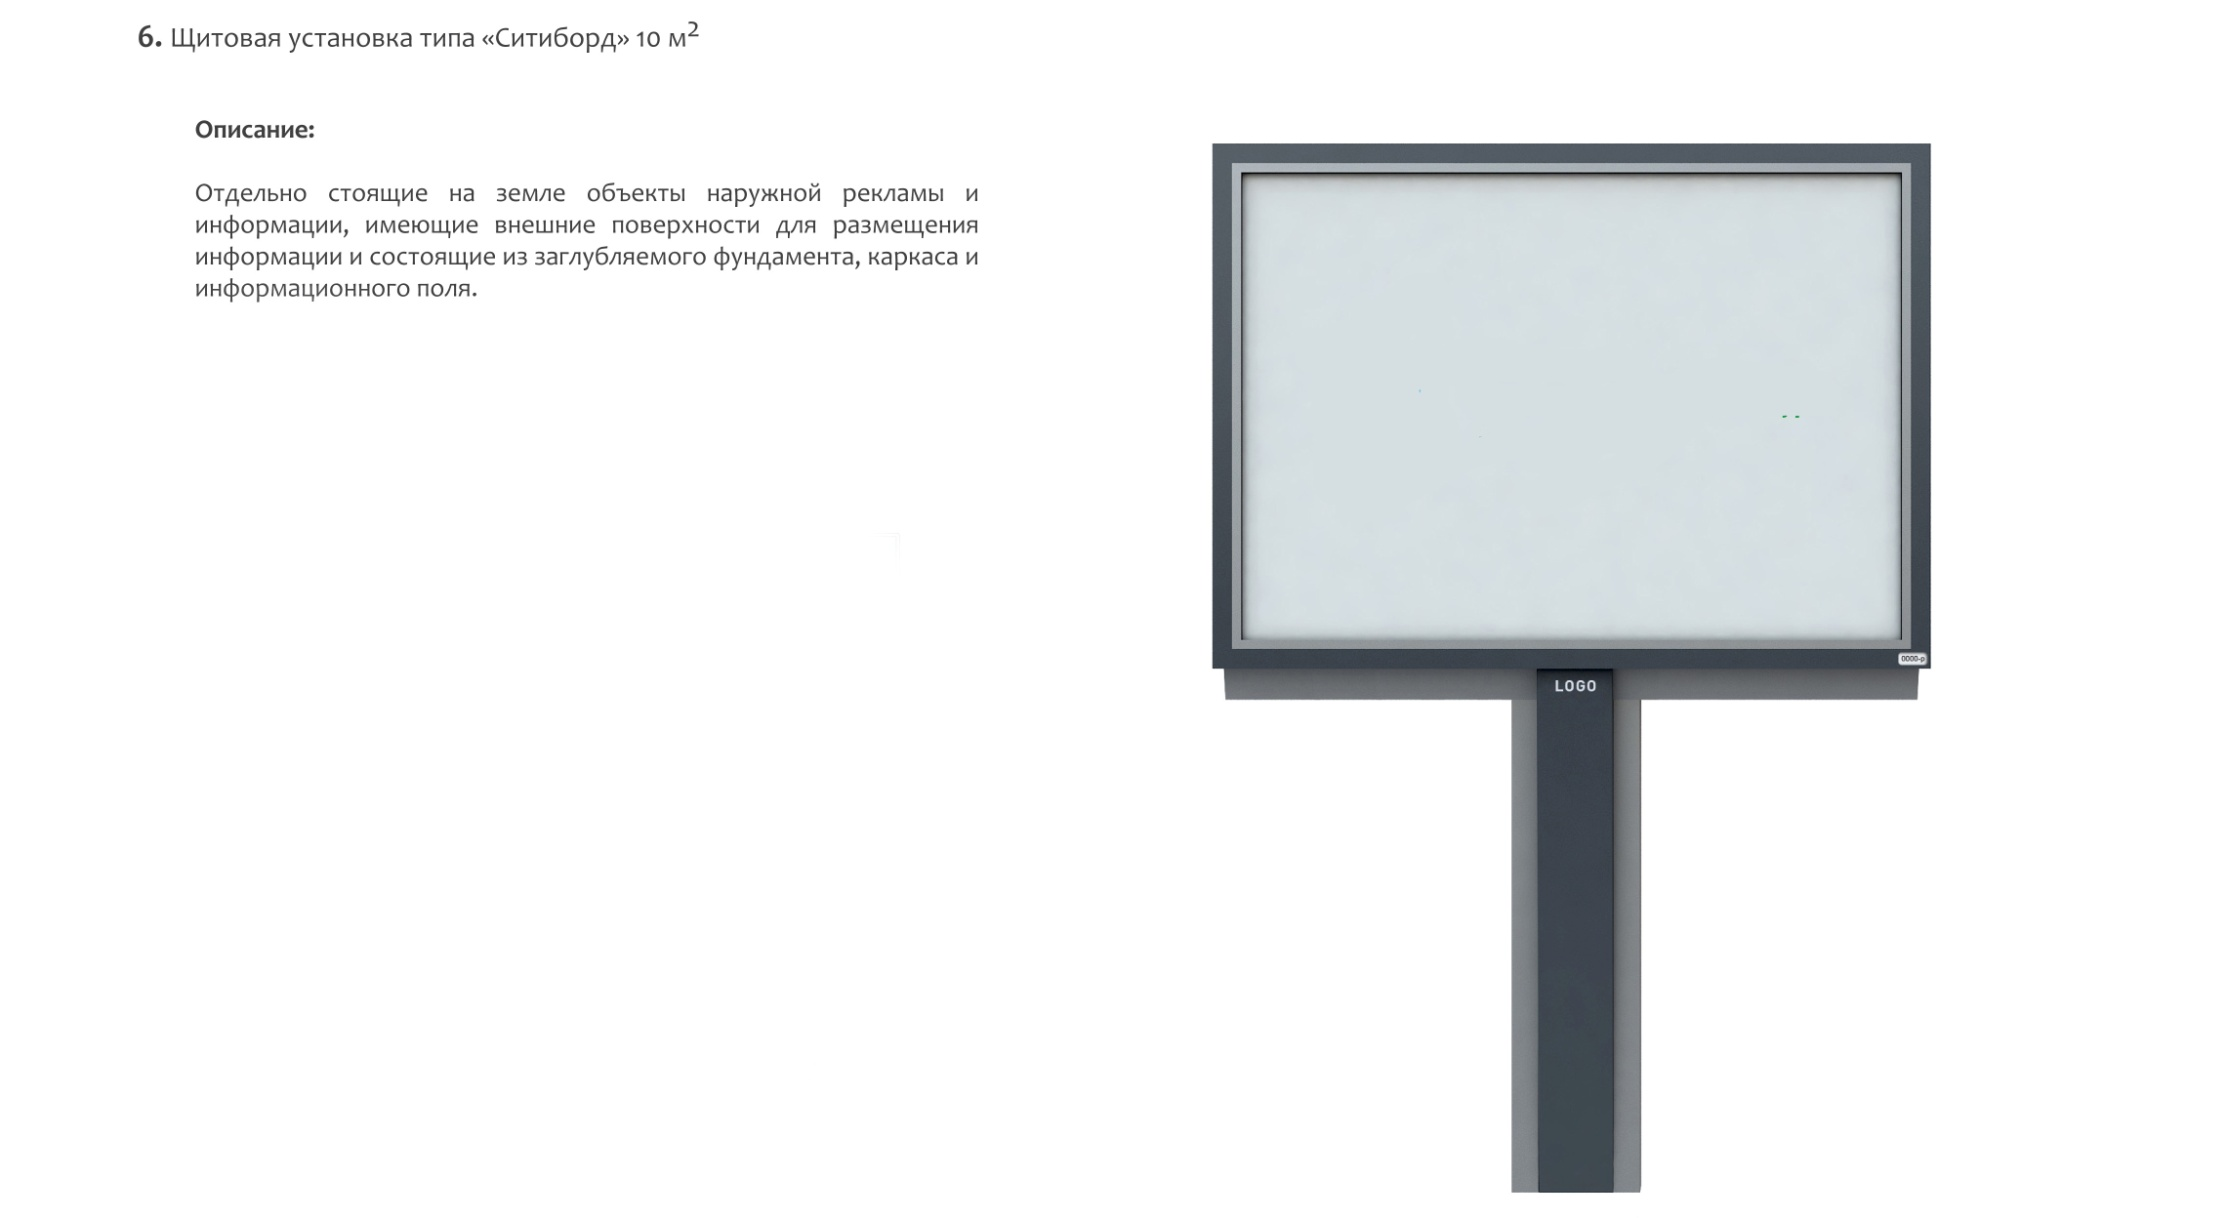 6. Щитовая установка типа «Ситиборд» 10 м²
Описание:
Отдельно стоящие на земле объекты наружной рекламы и
информации, имеющие внешние поверхности для размещения
информации и состоящие из заглубляемого фундамента, каркаса и
информационного поля.
0000-р
LOGO